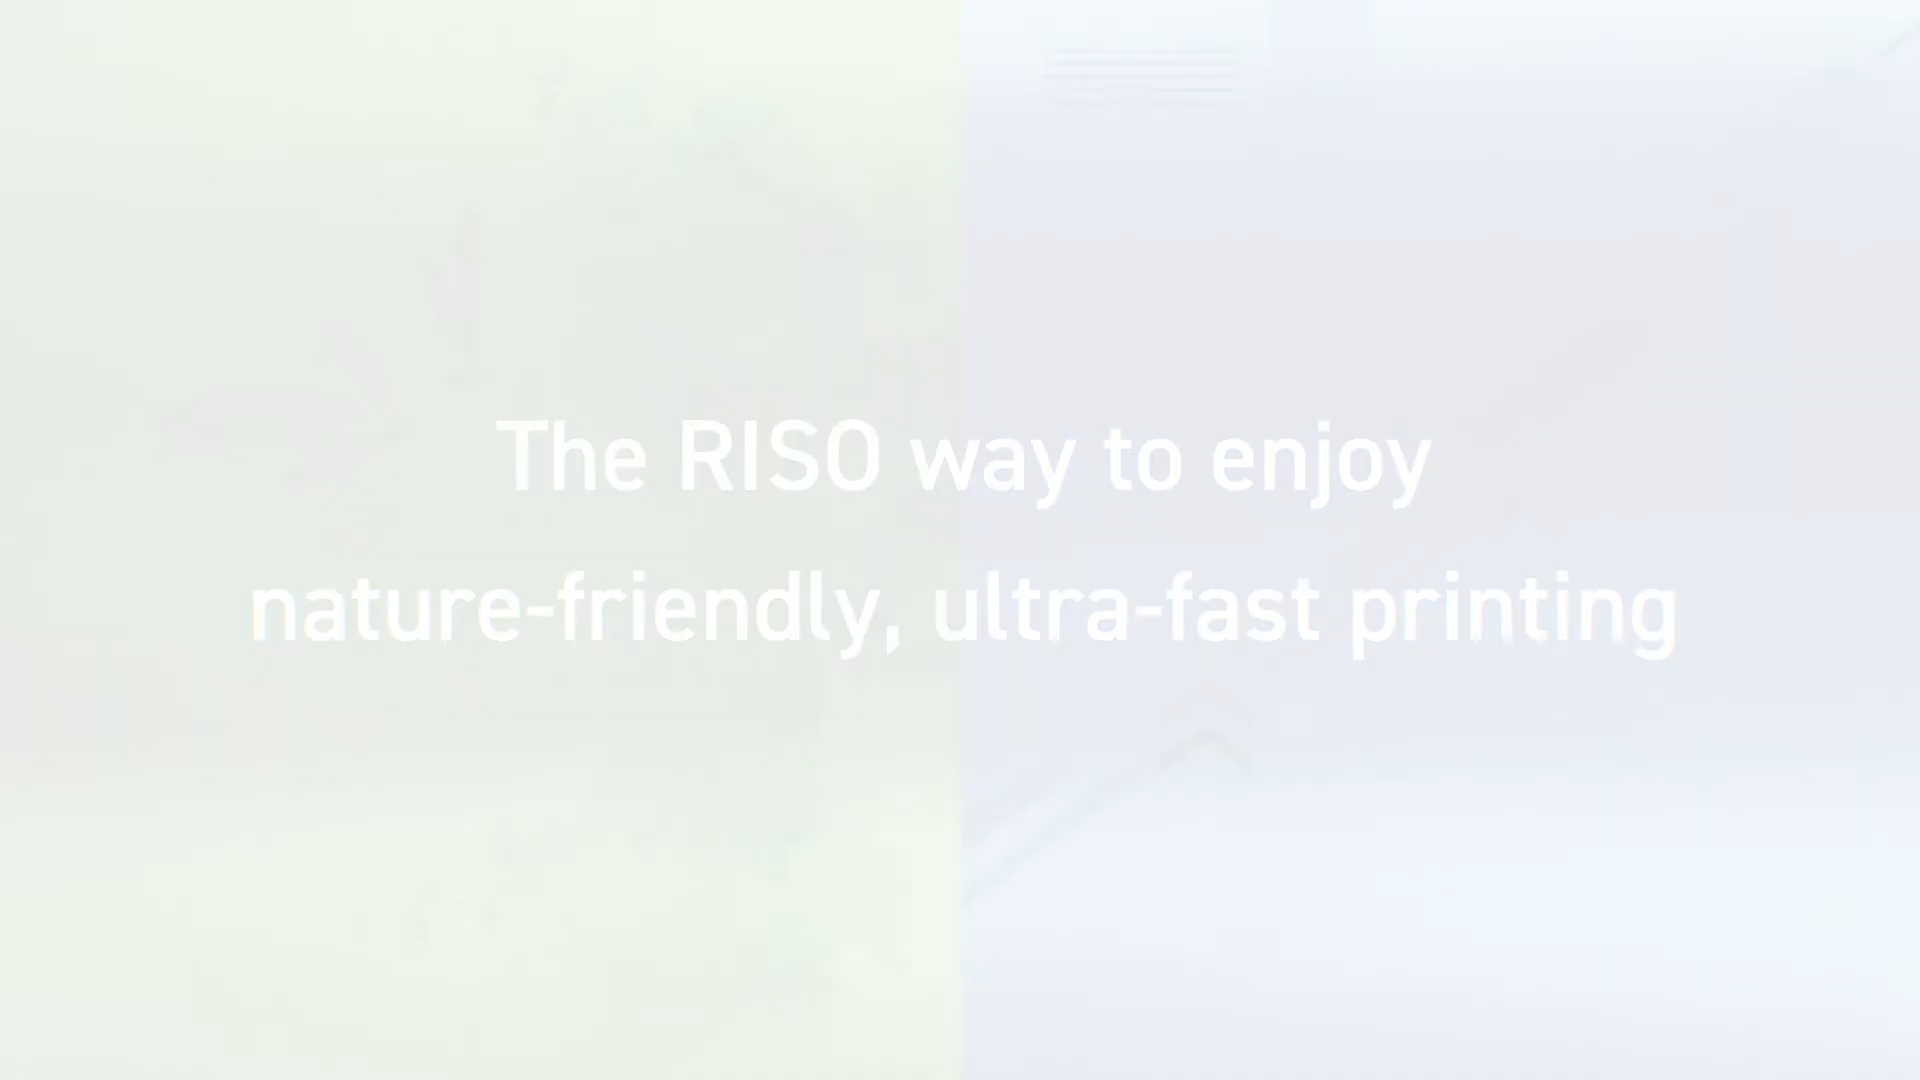 The RISO way to enjoy
nature-friendly, ultra-fast printing